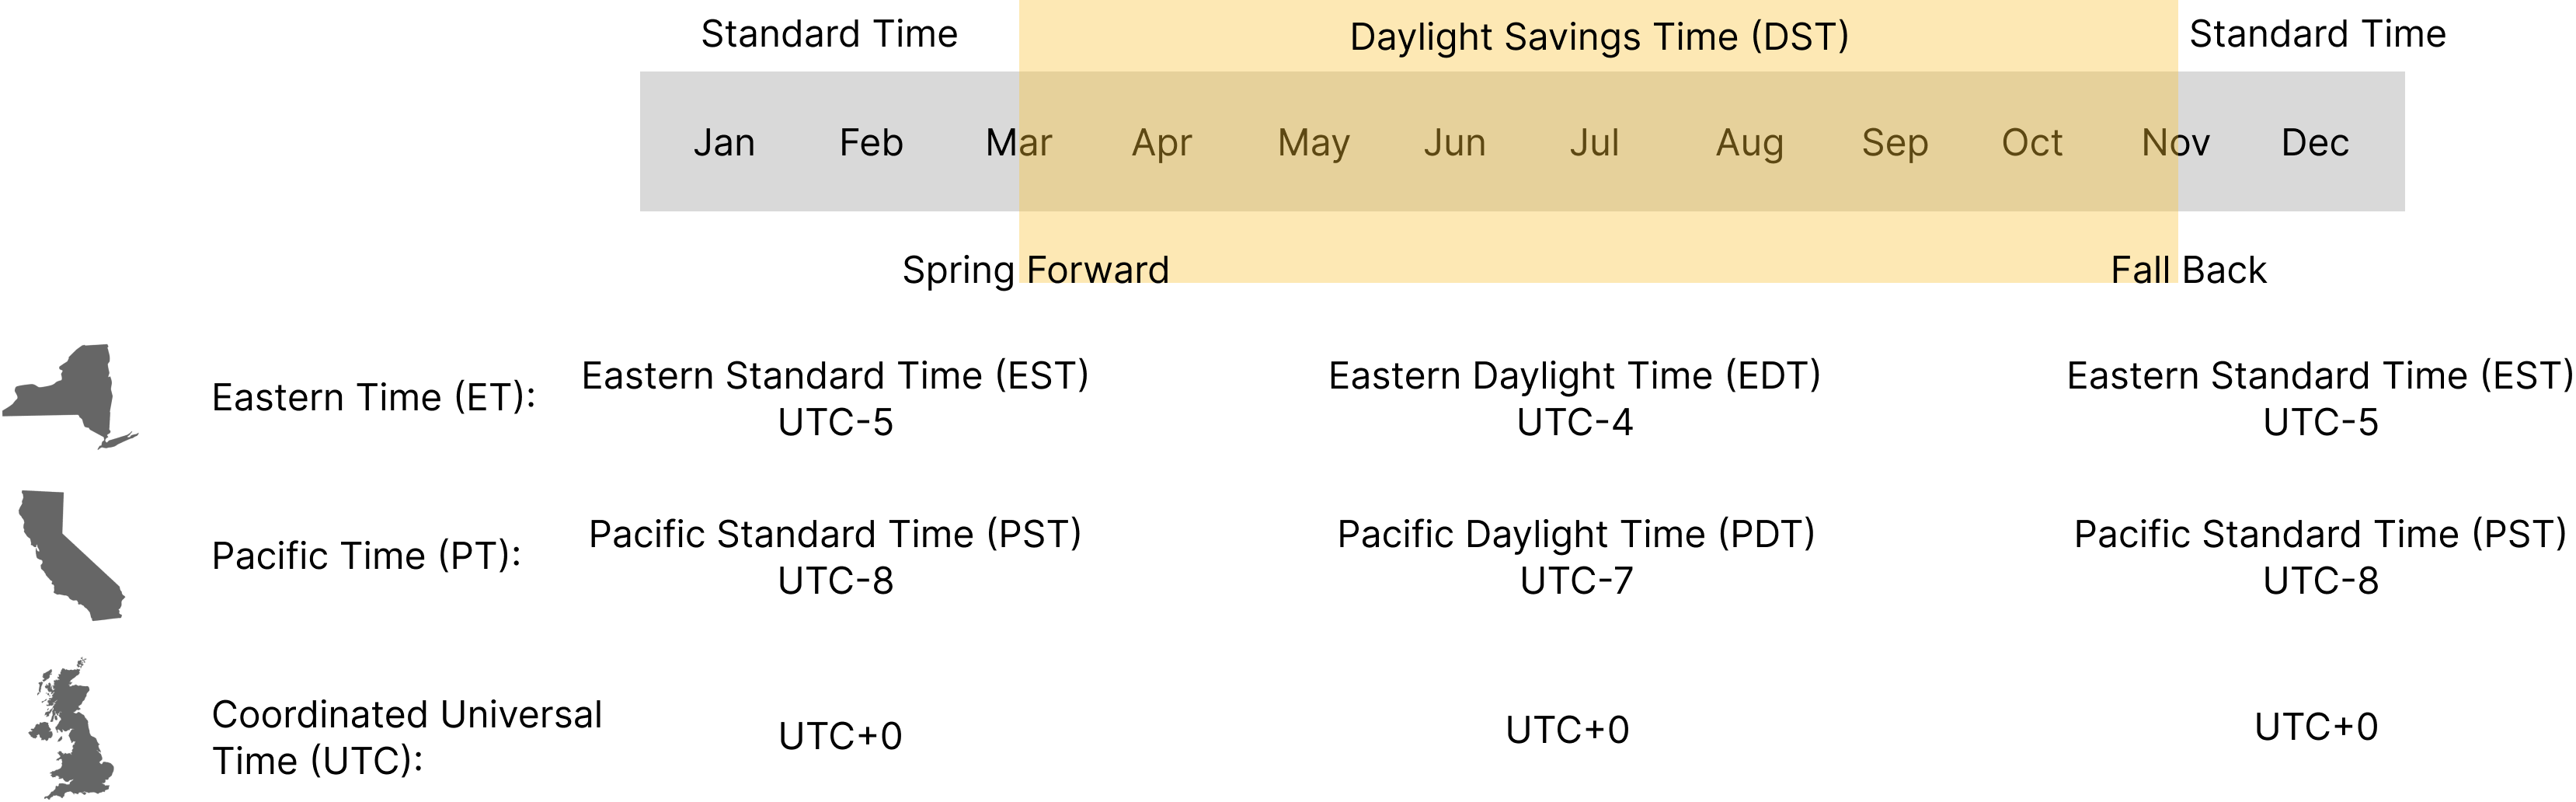 Standard Time
Daylight Savings Time (DST)
Standard Time
Jan
Feb
Mar
Apr
May
Jun
Jul
Aug
Sep
Oct
Nov
Dec
Spring Forward
Fall Back
Eastern Time (ET):
Eastern Standard Time (EST)
UTC-5
Eastern Daylight Time (EDT)
UTC-4
Eastern Standard Time (EST)
UTC-5
Pacific Time (PT):
Pacific Standard Time (PST)
UTC-8
Pacific Daylight Time (PDT)
UTC-7
Pacific Standard Time (PST)
UTC-8
Coordinated Universal
Time (UTC):
UTC+0
UTC+0
UTC+0